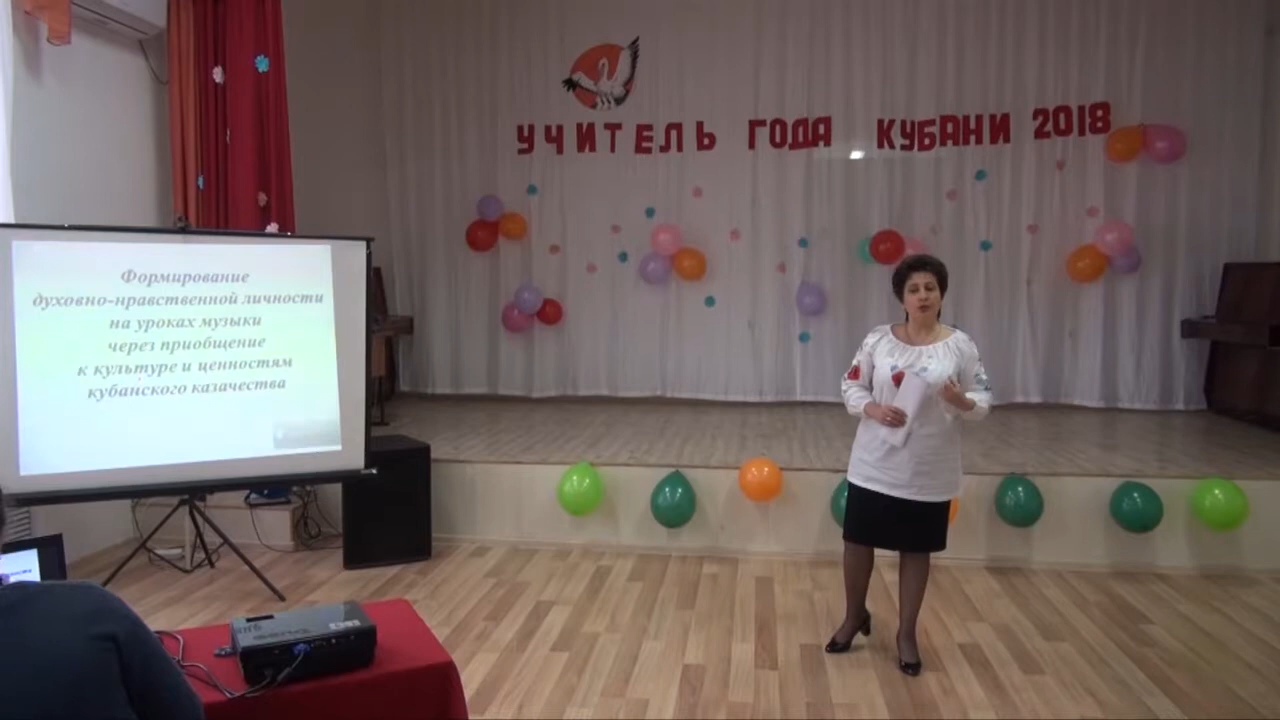 УЧИТЕЛЬ ГОДА КУБАНИ 2018
Формирование
духовно-нравственной личности
на уроках музыки
через приобщение
к культуре и ценностям
кубанского казачества